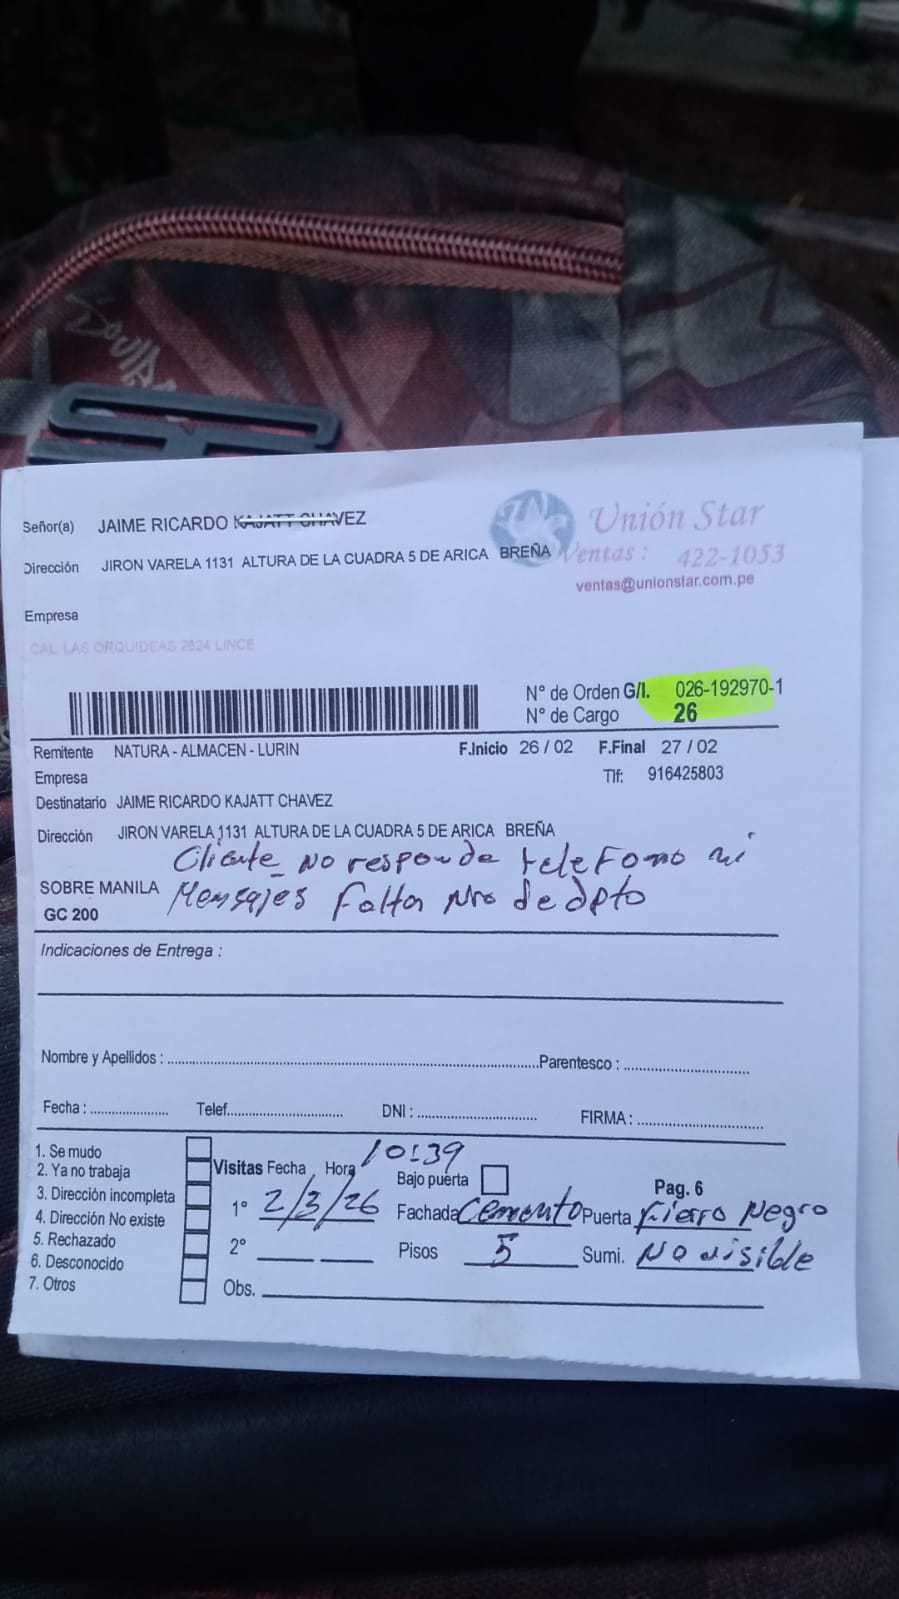 Señor(a) JAIME RICARDO KAJATT CHAVEZ
Unión Star
Dirección JIRON VARELA 1131 ALTURA DE LA CUADRA 5 DE ARICA BREÑA
Ventas : 422-1053
ventas@unionstar.com.pe
Empresa
CAL LAS ORQUIDEAS 2624 LINCE
N° de Orden G/I. 026-192970-1
N° de Cargo 26
Remitente NATURA - ALMACEN - LURIN F.Inicio 26 / 02 F.Final 27 / 02
Empresa Tlf: 916425803
Destinatario JAIME RICARDO KAJATT CHAVEZ
Dirección JIRON VARELA 1131 ALTURA DE LA CUADRA 5 DE ARICA BREÑA
Cliente no responde telefono ni
SOBRE MANILA Mensajes Falta Nro de dpto
GC 200
Indicaciones de Entrega :
Nombre y Apellidos : Parentesco :
Fecha : Telef. DNI : FIRMA :
1. Se mudo
2. Ya no trabaja
3. Dirección incompleta
4. Dirección No existe
5. Rechazado
6. Desconocido
7. Otros
Visitas Fecha Hora 10:39 Bajo puerta Pag. 6
1° 2/3/26 Fachada Cemento Puerta Fierro Negro
2° Pisos 5 Sumi. No visible
Obs.